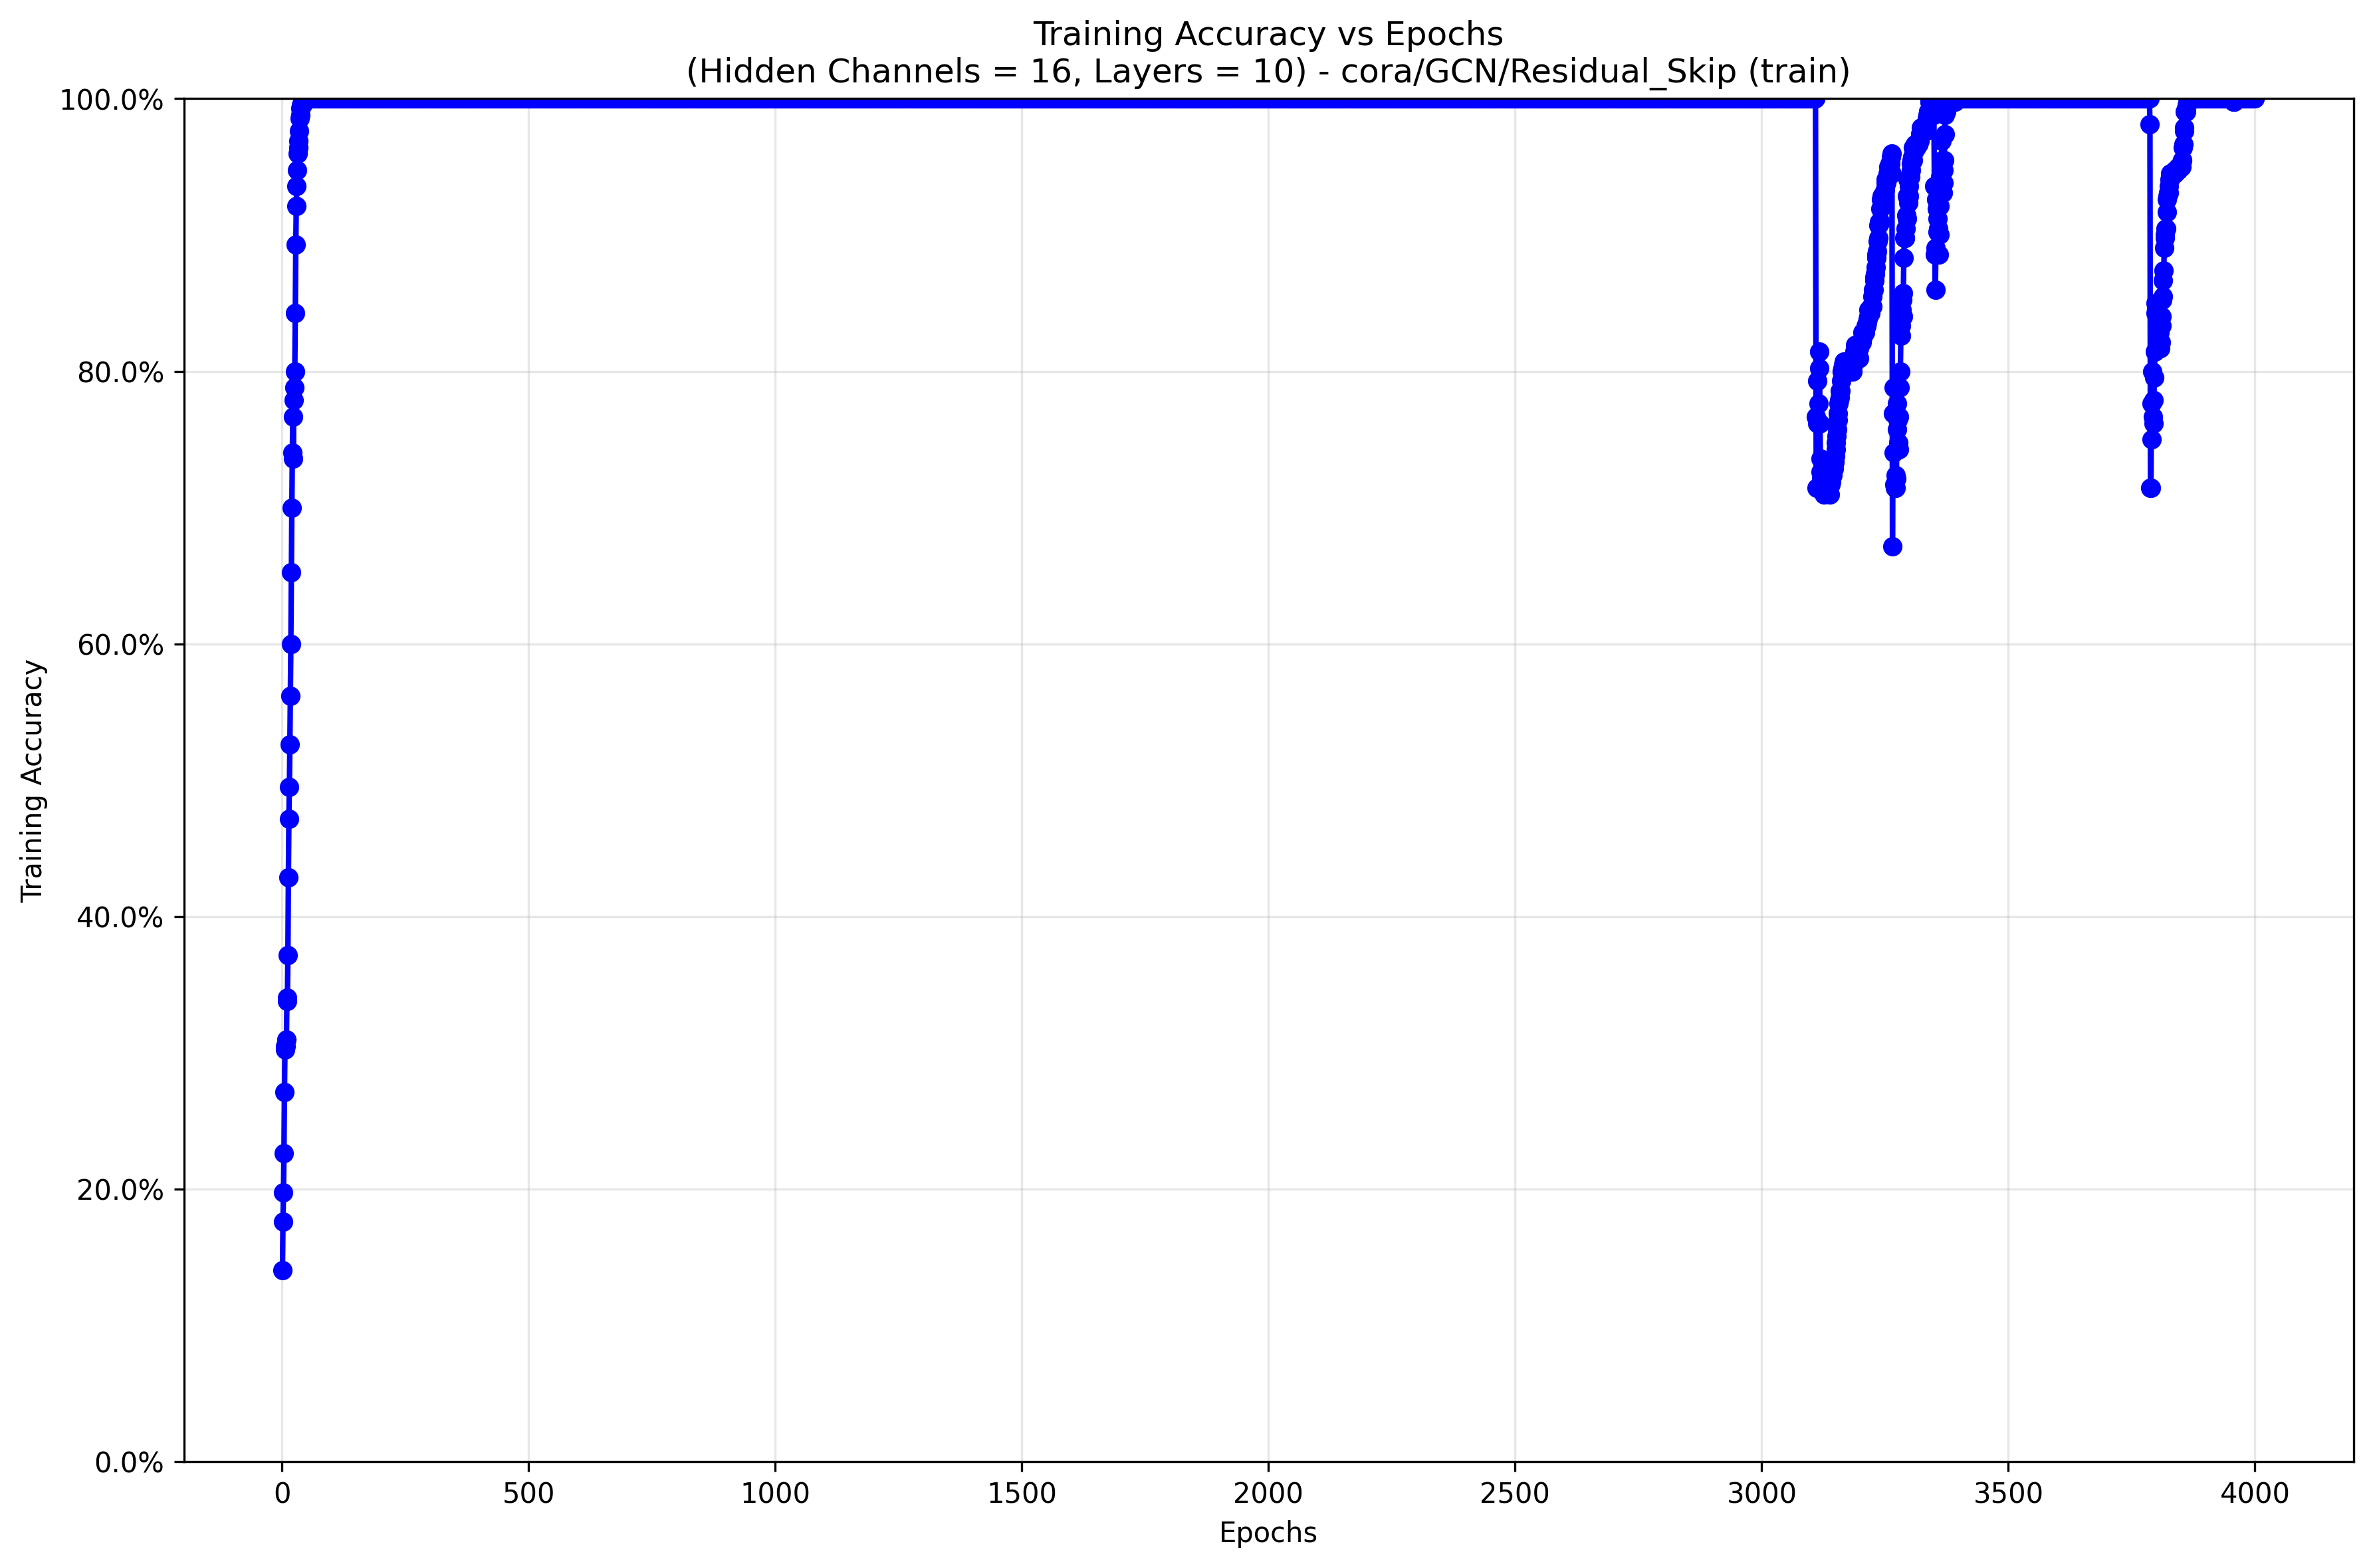 Training Accuracy vs Epochs
(Hidden Channels = 16, Layers = 10) - cora/GCN/Residual_Skip (train)
100.0%
80.0%
60.0%
40.0%
20.0%
0.0%
Training Accuracy
0 500 1000 1500 2000 2500 3000 3500 4000
Epochs